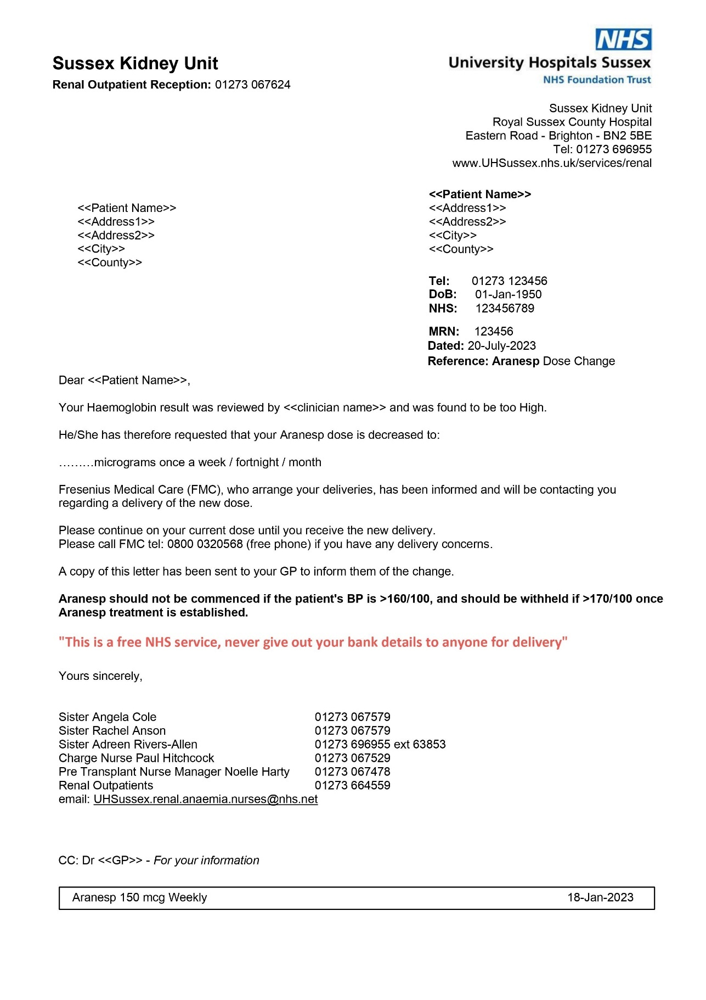 NHS
University Hospitals Sussex
NHS Foundation Trust
Sussex Kidney Unit
Renal Outpatient Reception: 01273 067624
Sussex Kidney Unit
Royal Sussex County Hospital
Eastern Road - Brighton - BN2 5BE
Tel: 01273 696955
www.UHSussex.nhs.uk/services/renal
<<Patient Name>>
<<Address1>>
<<Address2>>
<<City>>
<<County>>
<<Patient Name>>
<<Address1>>
<<Address2>>
<<City>>
<<County>>
Tel: 01273 123456
DoB: 01-Jan-1950
NHS: 123456789
MRN: 123456
Dated: 20-July-2023
Reference: Aranesp Dose Change
Dear <<Patient Name>>,
Your Haemoglobin result was reviewed by <<clinician name>> and was found to be too High.
He/She has therefore requested that your Aranesp dose is decreased to:
………micrograms once a week / fortnight / month
Fresenius Medical Care (FMC), who arrange your deliveries, has been informed and will be contacting you
regarding a delivery of the new dose.
Please continue on your current dose until you receive the new delivery.
Please call FMC tel: 0800 0320568 (free phone) if you have any delivery concerns.
A copy of this letter has been sent to your GP to inform them of the change.
Aranesp should not be commenced if the patient's BP is >160/100, and should be withheld if >170/100 once
Aranesp treatment is established.
"This is a free NHS service, never give out your bank details to anyone for delivery"
Yours sincerely,
Sister Angela Cole 01273 067579
Sister Rachel Anson 01273 067579
Sister Adreen Rivers-Allen 01273 696955 ext 63853
Charge Nurse Paul Hitchcock 01273 067529
Pre Transplant Nurse Manager Noelle Harty 01273 067478
Renal Outpatients 01273 664559
email: UHSussex.renal.anaemia.nurses@nhs.net
CC: Dr <<GP>> - For your information
Aranesp 150 mcg Weekly 18-Jan-2023